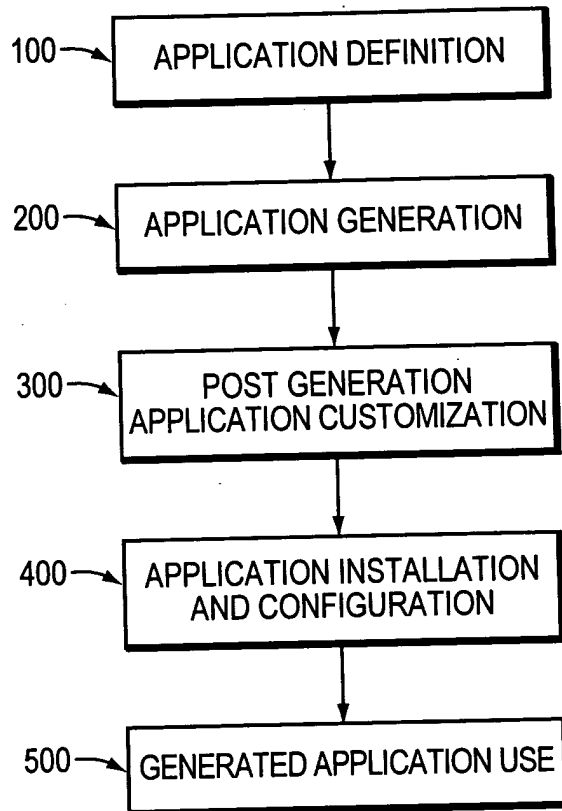 100
APPLICATION DEFINITION
200
APPLICATION GENERATION
300
POST GENERATION
APPLICATION CUSTOMIZATION
400
APPLICATION INSTALLATION
AND CONFIGURATION
500
GENERATED APPLICATION USE